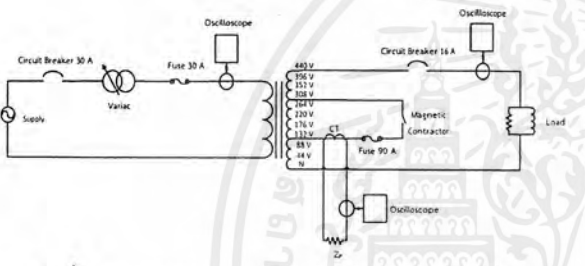 Oscilloscope
Circuit Breaker 30 A
Fuse 30 A
Variac
Supply
440 V
396 V
352 V
308 V
264 V
220 V
176 V
132 V
88 V
44 V
N
CT
Fuse 90 A
Magnetic
Contractor
Oscilloscope
Circuit Breaker 16 A
Oscilloscope
Load